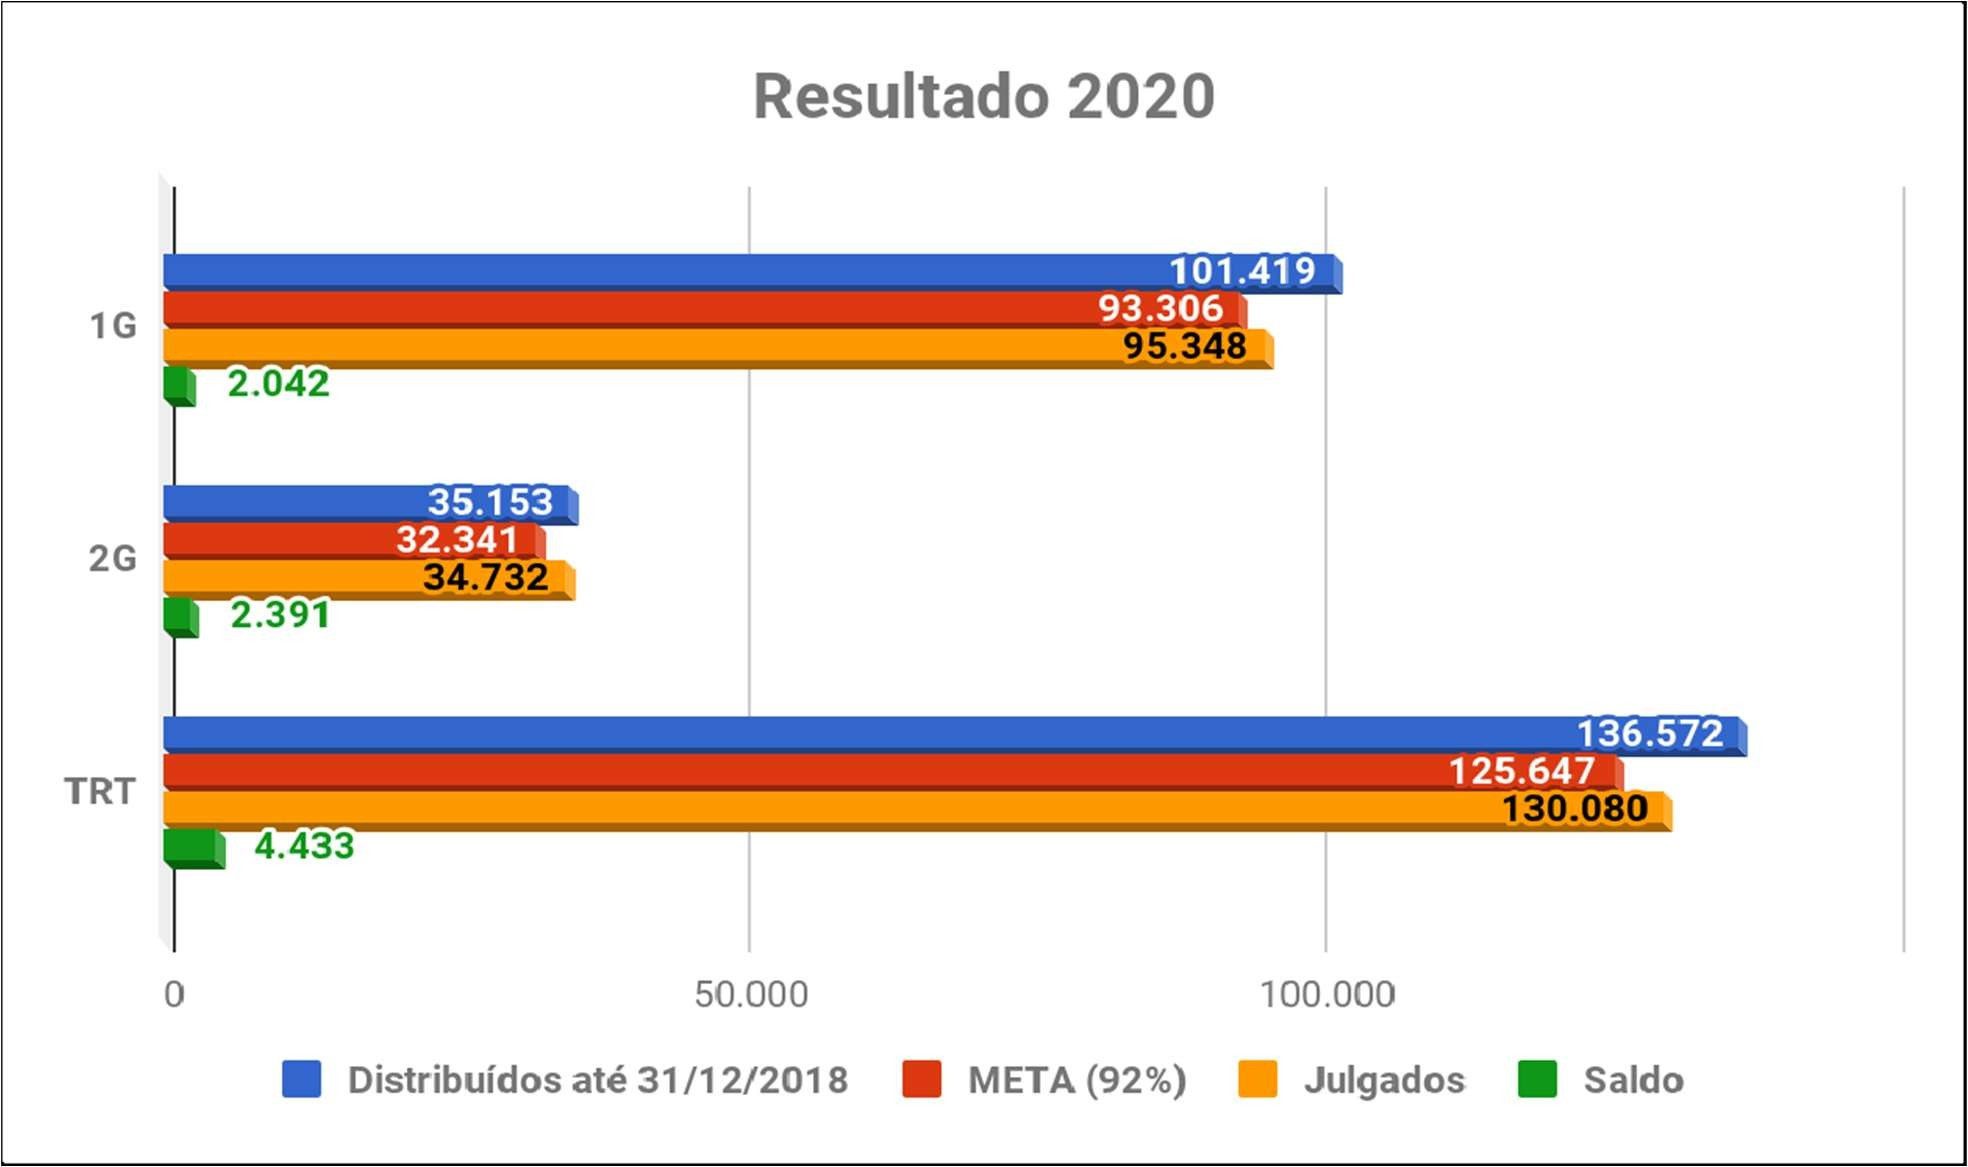 Resultado 2020
1G
101.419
93.306
95.348
2.042
2G
35.153
32.341
34.732
2.391
TRT
136.572
125.647
130.080
4.433
0 50.000 100.000
Distribuídos até 31/12/2018 META (92%) Julgados Saldo